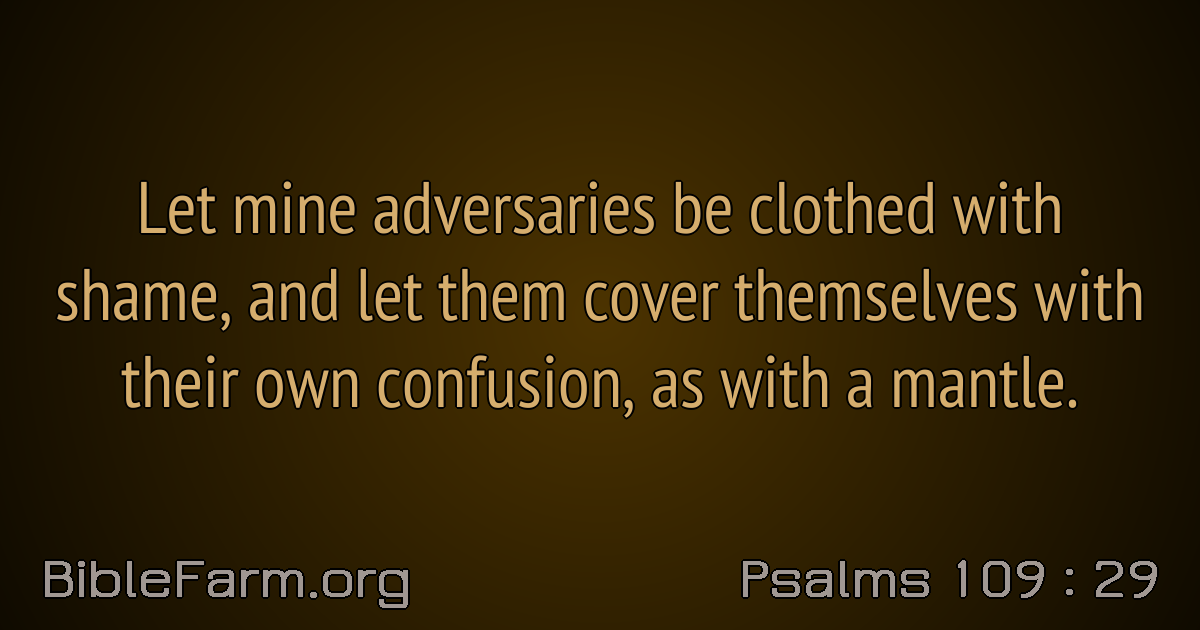 Let mine adversaries be clothed with
shame, and let them cover themselves with
their own confusion, as with a mantle.
BibleFarm.org
Psalms 109 : 29